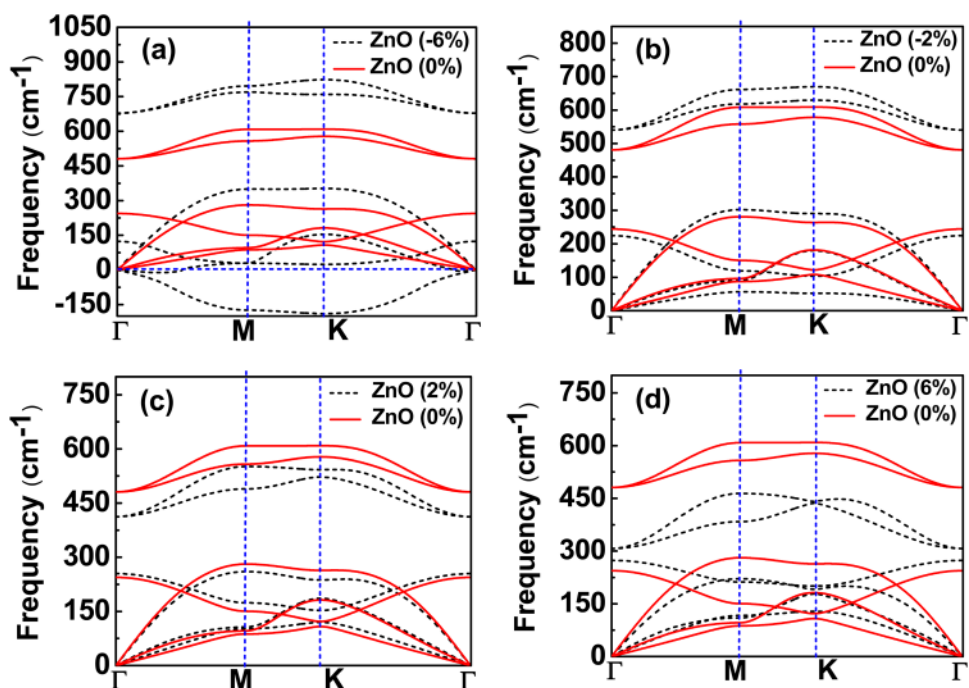 (a)
ZnO (-6%)
ZnO (0%)
Frequency (cm-1)
1050
900
750
600
450
300
150
0
-150
Γ M K Γ
(b)
ZnO (-2%)
ZnO (0%)
Frequency (cm-1)
800
700
600
500
400
300
200
100
0
Γ M K Γ
(c)
ZnO (2%)
ZnO (0%)
Frequency (cm-1)
750
600
450
300
150
0
Γ M K Γ
(d)
ZnO (6%)
ZnO (0%)
Frequency (cm-1)
750
600
450
300
150
0
Γ M K Γ